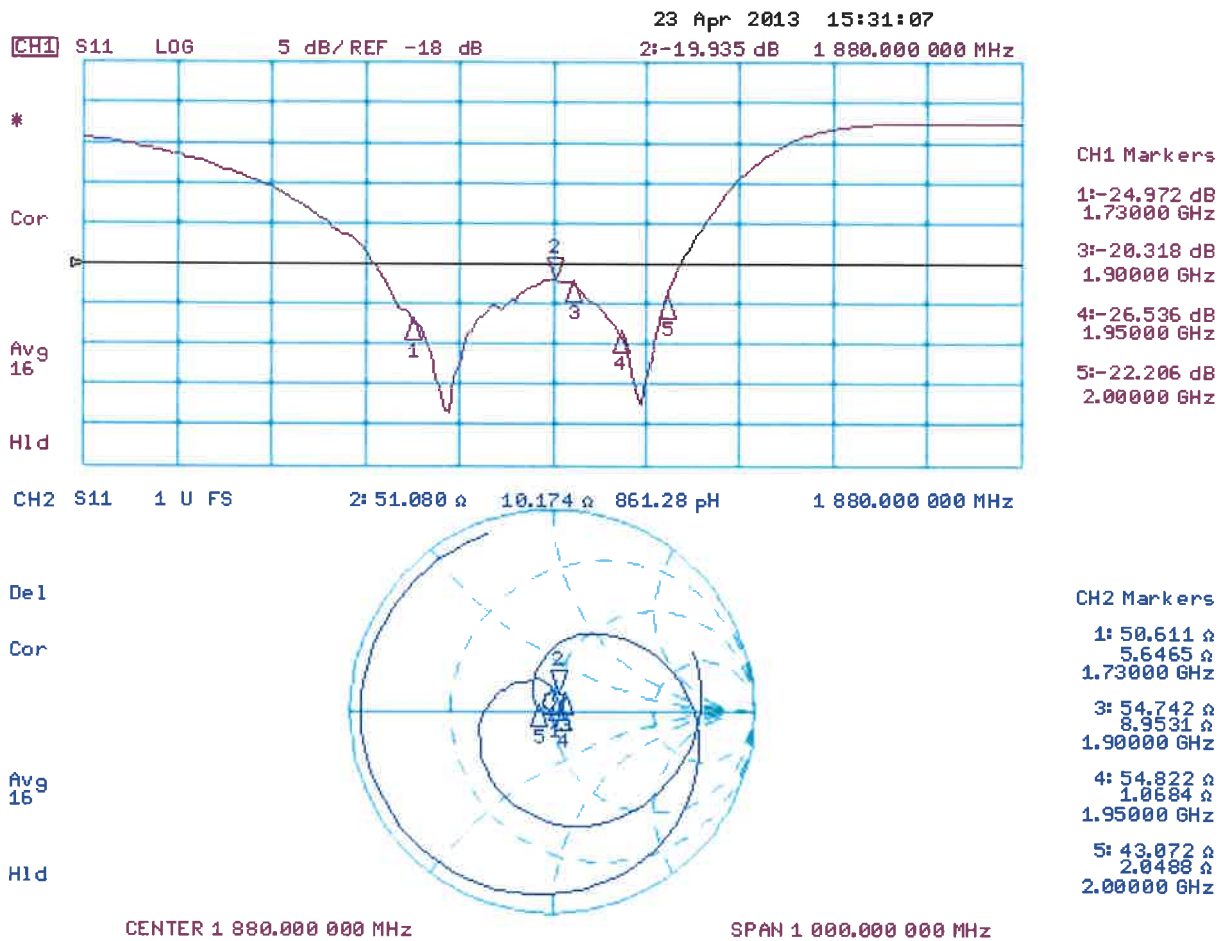 23 Apr 2013 15:31:07
CH1 S11 LOG 5 dB/REF -18 dB 2:-19.935 dB 1 880.000 000 MHz
*
Cor
Avg
16
Hld
1
2
3
4
5
CH1 Markers
1:-24.972 dB
1.73000 GHz
3:-20.318 dB
1.90000 GHz
4:-26.536 dB
1.95000 GHz
5:-22.206 dB
2.00000 GHz
CH2 S11 1 U FS 2: 51.080 Ω 10.174 Ω 861.28 pH 1 880.000 000 MHz
Del
Cor
Avg
16
Hld
2
5
1
3
4
CH2 Markers
1: 50.611 Ω
5.6465 Ω
1.73000 GHz
3: 54.742 Ω
8.9531 Ω
1.90000 GHz
4: 54.822 Ω
1.0684 Ω
1.95000 GHz
5: 43.072 Ω
2.0488 Ω
2.00000 GHz
CENTER 1 880.000 000 MHz SPAN 1 000.000 000 MHz